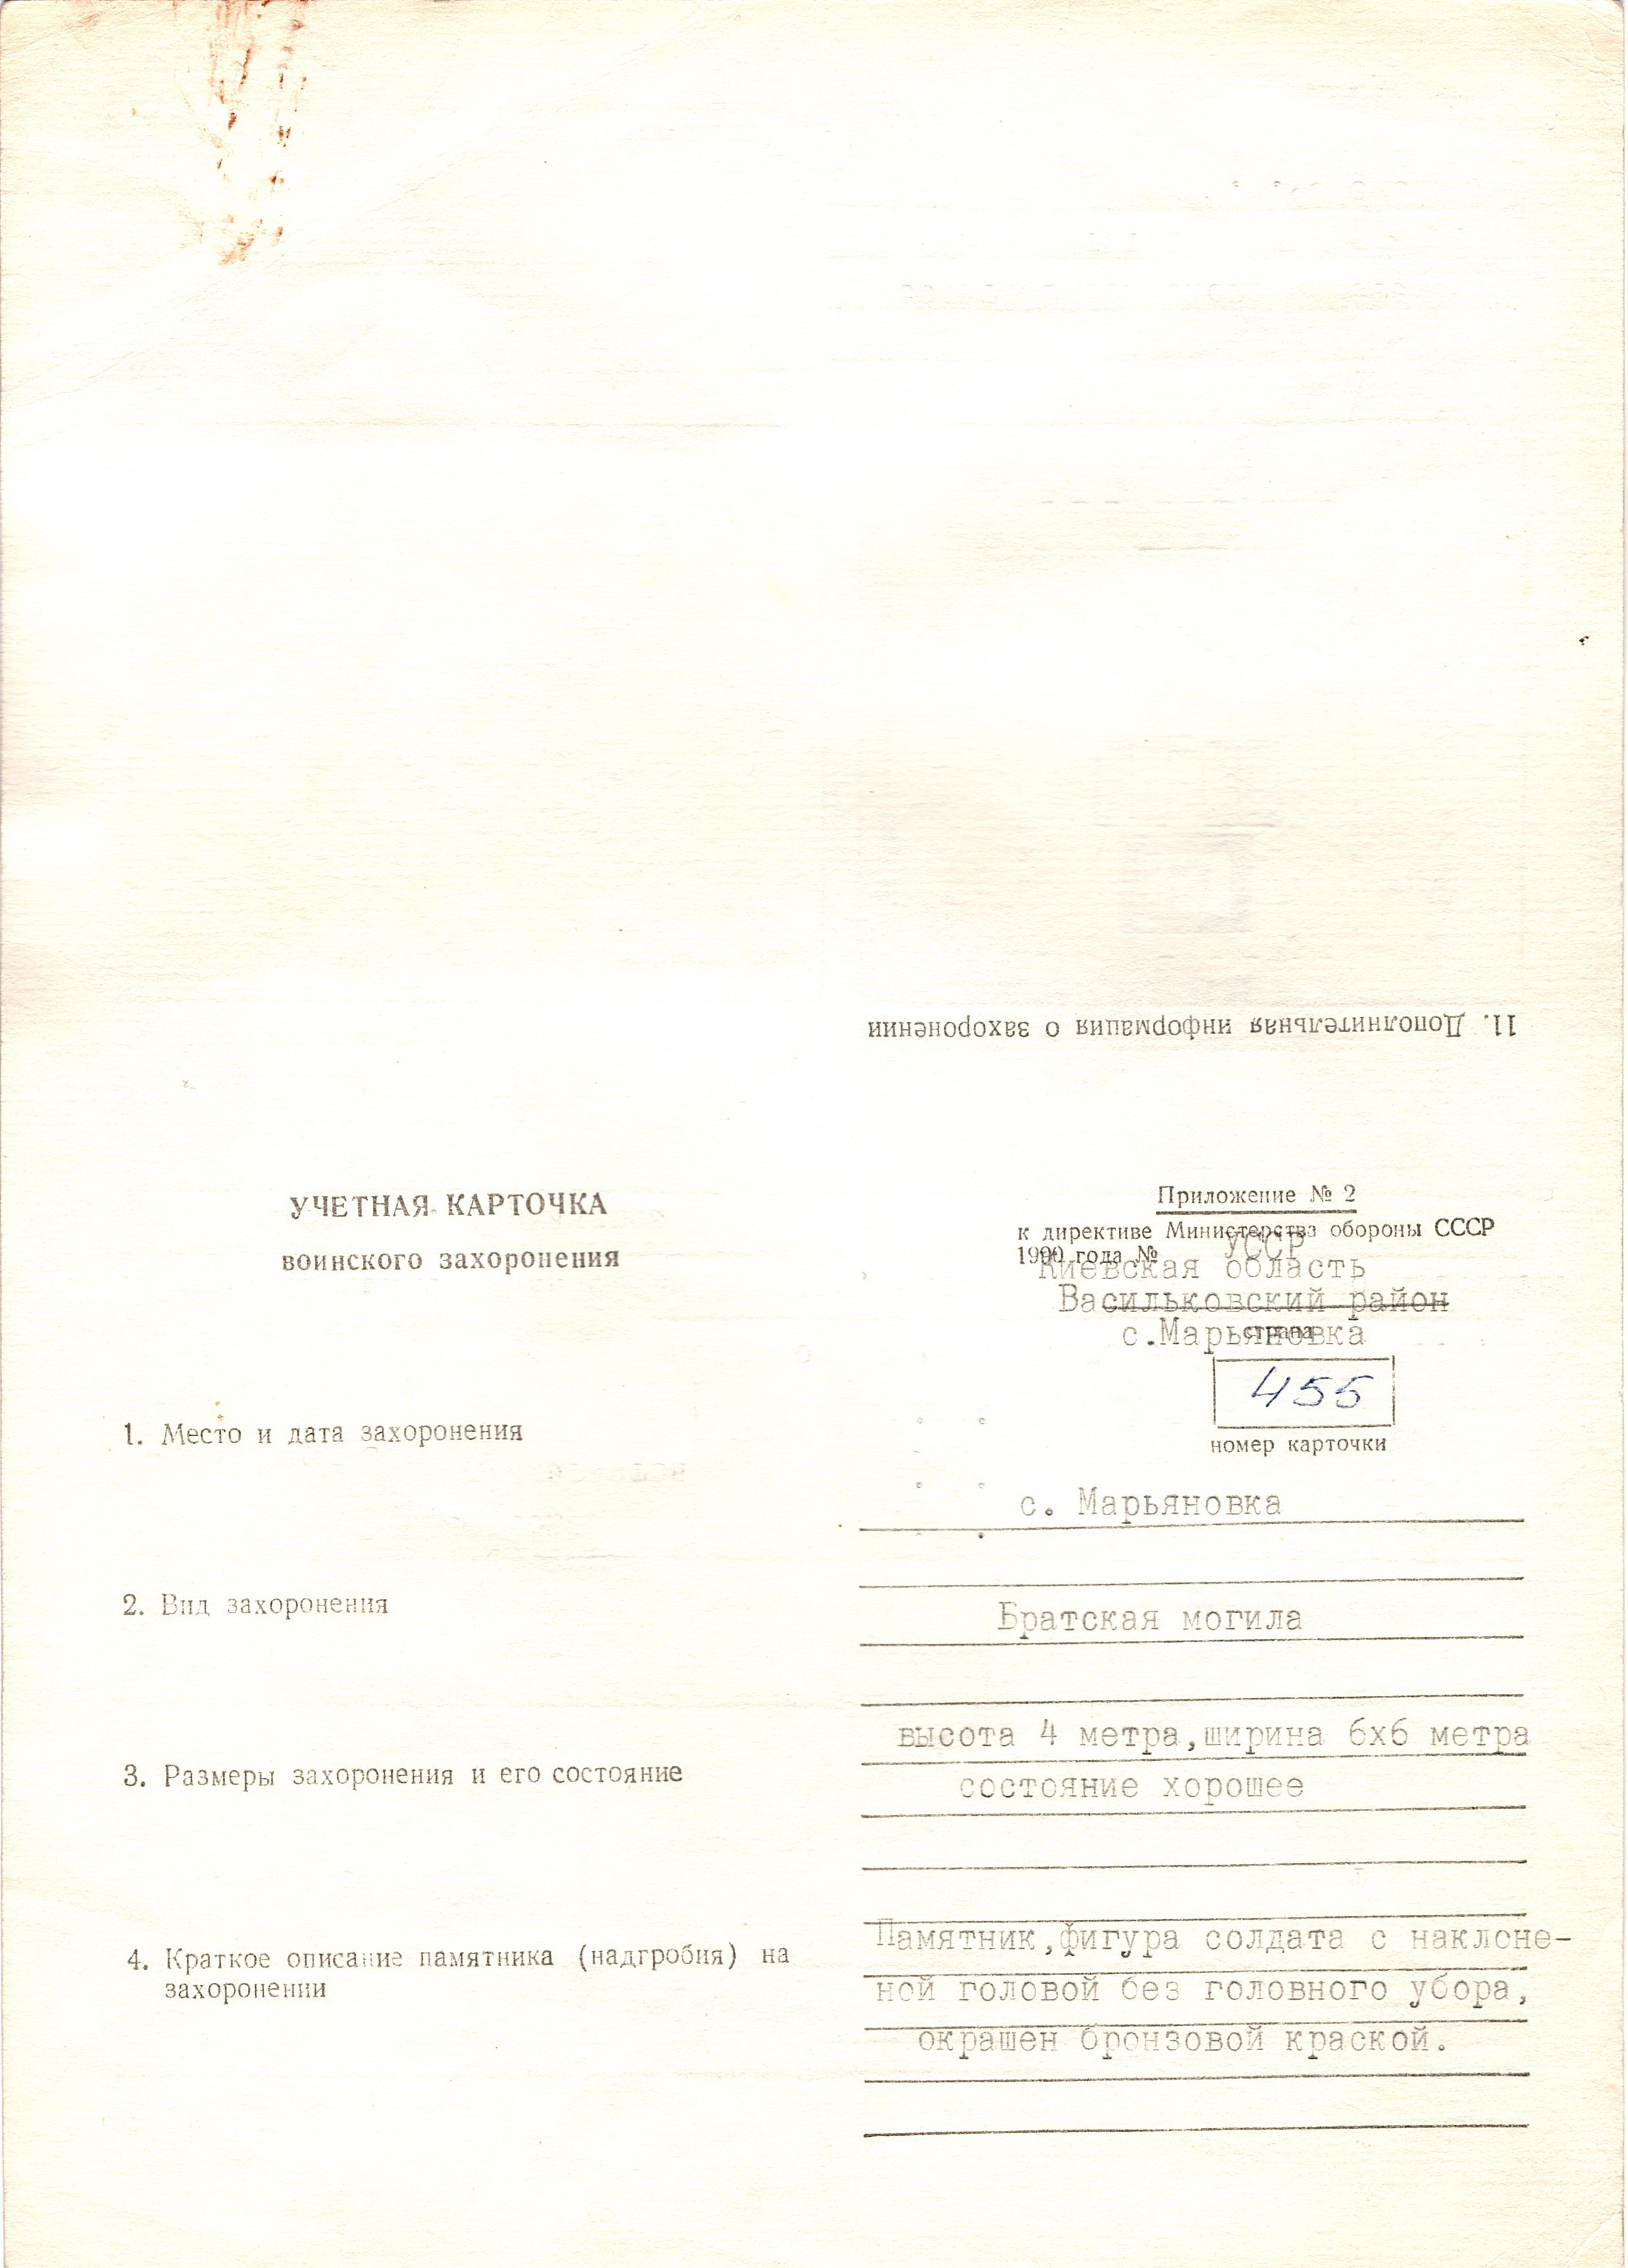 11. Дополнительная информация о захоронении
УЧЕТНАЯ КАРТОЧКА
воинского захоронения
Приложение № 2
к директиве Министерства обороны СССР
1990 года №
УССР
Киевская область
Васильковский район
с.Марьяновка
страна
455
номер карточки
1. Место и дата захоронения
с. Марьяновка
2. Вид захоронения
Братская могила
3. Размеры захоронения и его состояние
высота 4 метра,ширина 6х6 метра
состояние хорошее
4. Краткое описание памятника (надгробия) на
захоронении
Памятник,фигура солдата с наклоне-
ной головой без головного убора,
окрашен бронзовой краской.